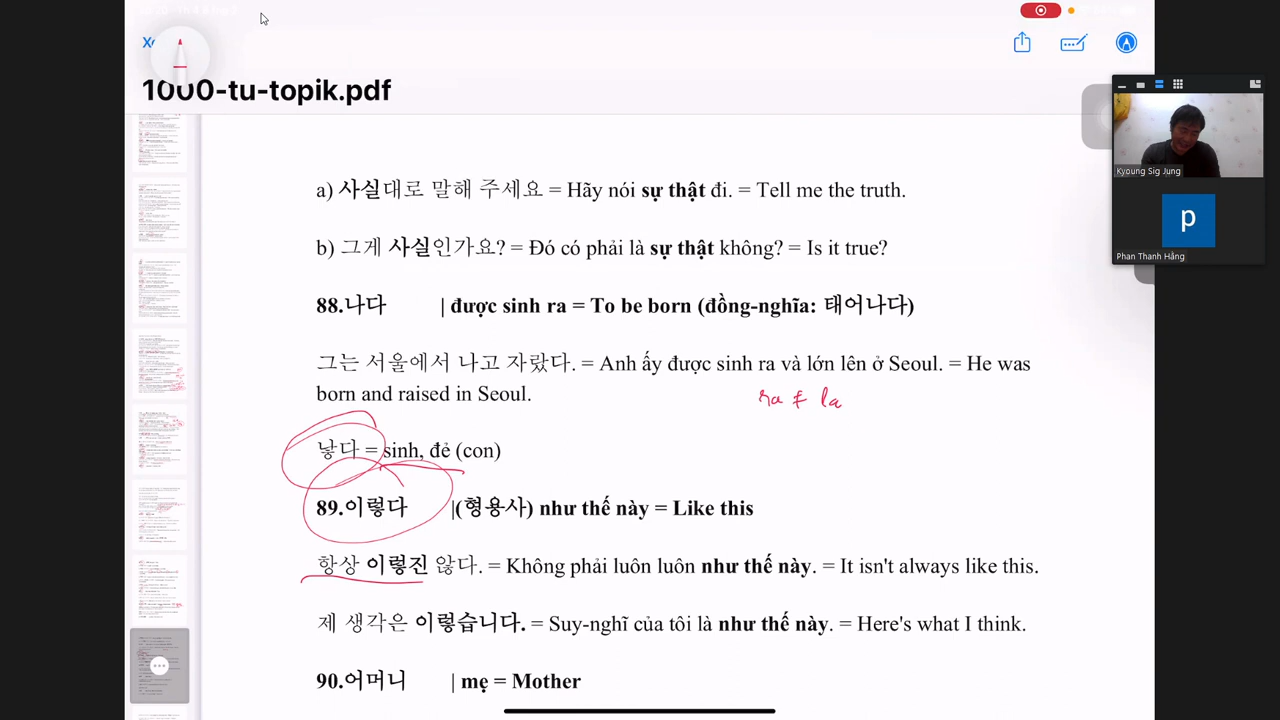 1000-tu-topik.pdf
a) 사실대로 말해 주세요 = Hãy nói sự thật đi. = Tell me the truth.
b) 그게 사실인가요? = Đó có phải là sự thật không? = Is it true?
나다 | được sinh ra = To be born (đồng-nghĩa: 태어나다)
는 서울에서 나고 자랐다. = Anh ấy được sinh ra và lớn lên ở Seoul. = He was
born and raised in Seoul.
ra ≠ la
= sinh, đẻ (con)
이렇다 |(형용사) như thế này = Like this
항상 이렇진 않다. = Không phải luôn luôn như thế này. = It isn't always like this.
제 생각은 이렇습니다. = Suy-nghĩ của tôi là như thế này. = Here's what I think.
어머니 | mẹ = Mother
Kyoung Sig Jung
p
Phan Thanh Hằng